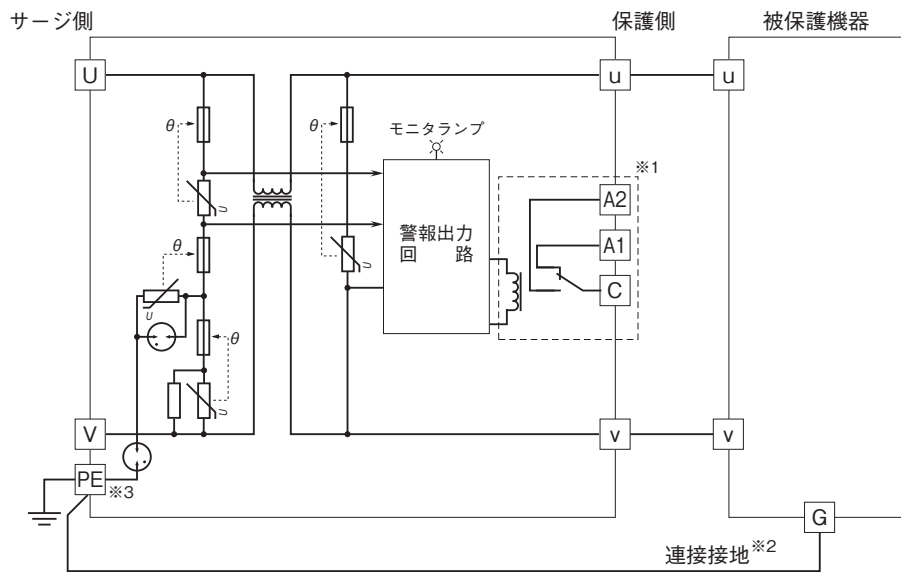 サージ側
保護側
被保護機器
U
u
u
θ
θ
モニタランプ
※1
U
A2
θ
警報出力
回　路
U
A1
C
U
θ
U
V
v
v
PE
※3
G
連接接地※2